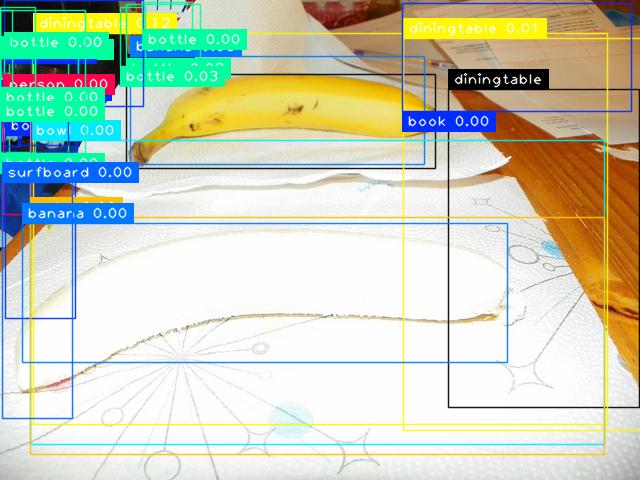 diningtable 0.12
bottle 0.00
bottle 0.00
diningtable 0.01
bottle 0.03
diningtable
person 0.00
bottle 0.00
bottle 0.00
book 0.00
bowl 0.00
surfboard 0.00
banana 0.00